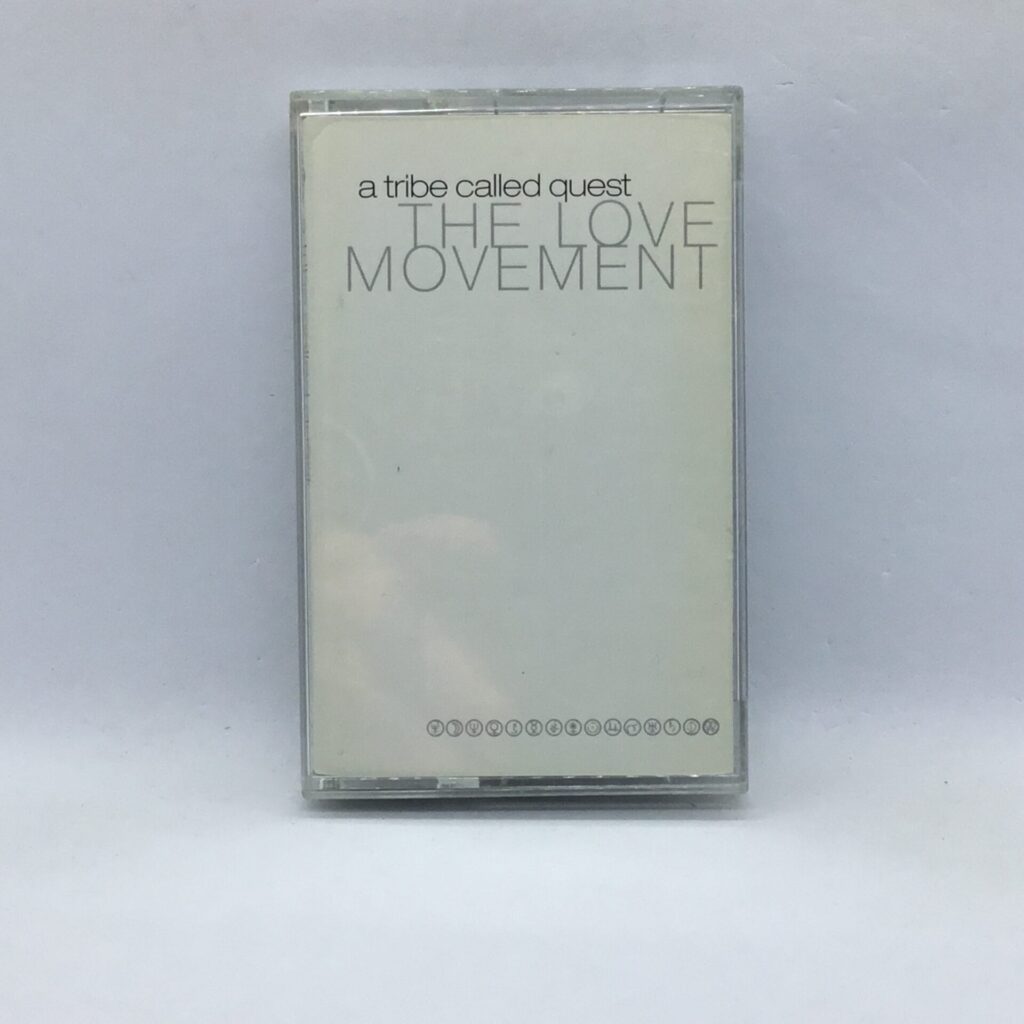 a tribe called quest
THE LOVE
MOVEMENT